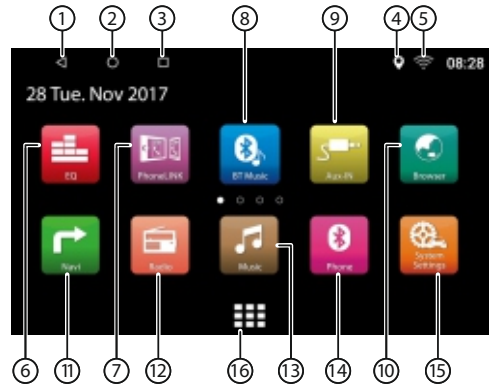 1 2 3 8 9 4 5
08:28
28 Tue. Nov 2017
EQ PhoneLINK BT Music Aux-IN Browser
Navi Radio Music Phone System Settings
6 11 7 12 16 13 14 10 15